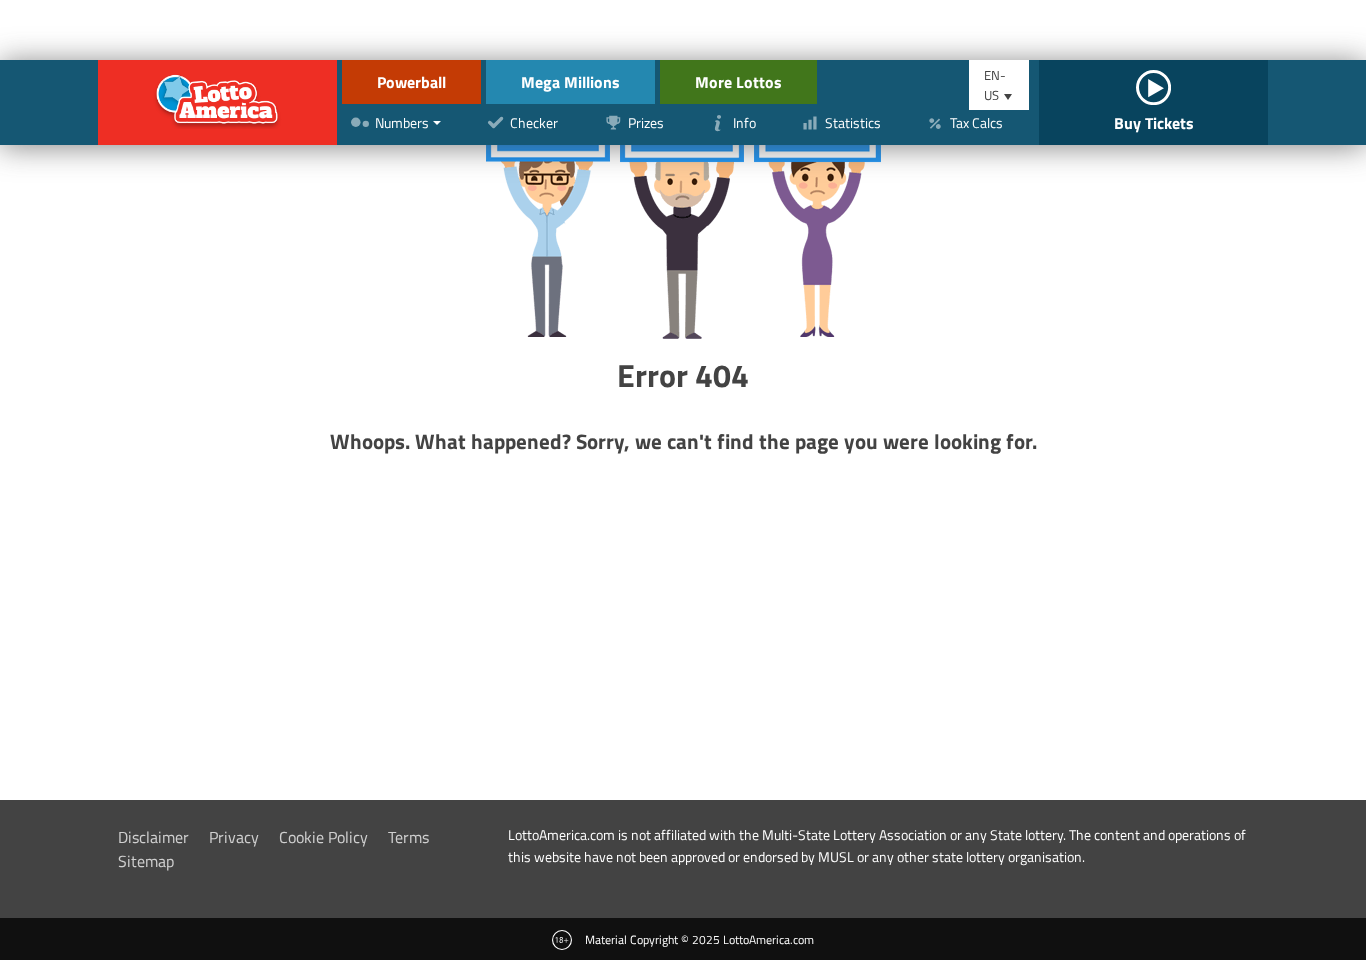 Lotto
America
Powerball
Mega Millions
More Lottos
EN-
US
Numbers
Checker
Prizes
Info
Statistics
Tax Calcs
Buy Tickets
Error 404
Whoops. What happened? Sorry, we can't find the page you were looking for.
Disclaimer
Privacy
Cookie Policy
Terms
Sitemap
LottoAmerica.com is not affiliated with the Multi-State Lottery Association or any State lottery. The content and operations of
this website have not been approved or endorsed by MUSL or any other state lottery organisation.
18+
Material Copyright © 2025 LottoAmerica.com